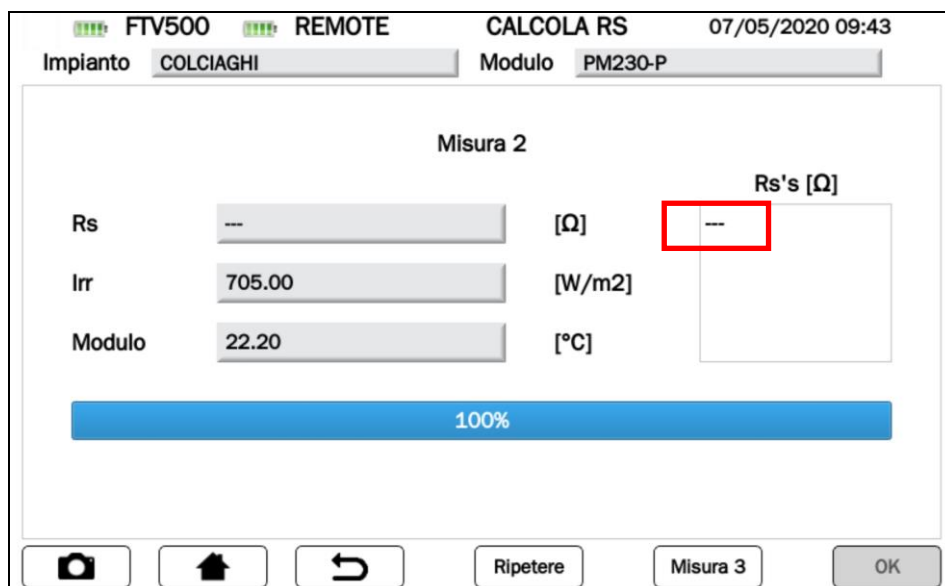 FTV500 REMOTE CALCOLA RS 07/05/2020 09:43
Impianto COLCIAGHI Modulo PM230-P
Misura 2
Rs's [Ω]
Rs --- [Ω] ---
Irr 705.00 [W/m2]
Modulo 22.20 [°C]
100%
Ripetere Misura 3 OK